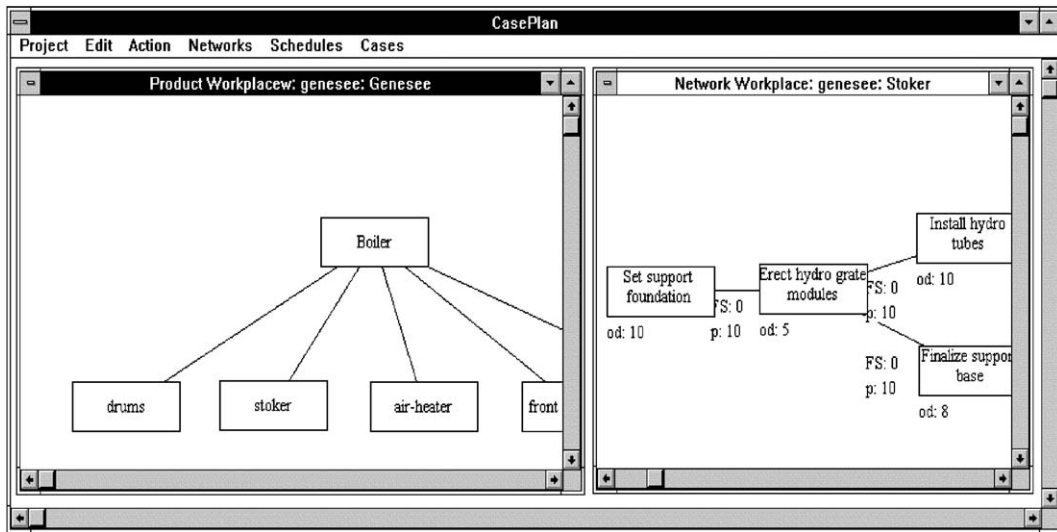 CasePlan
Project Edit Action Networks Schedules Cases
Product Workplacew: genesee: Genesee
Boiler
drums
stoker
air-heater
front
Network Workplace: genesee: Stoker
Set support
foundation
od: 10
FS: 0
p: 10
Erect hydro grate
modules
od: 5
FS: 0
p: 10
Install hydro
tubes
od: 10
FS: 0
p: 10
Finalize support
base
od: 8